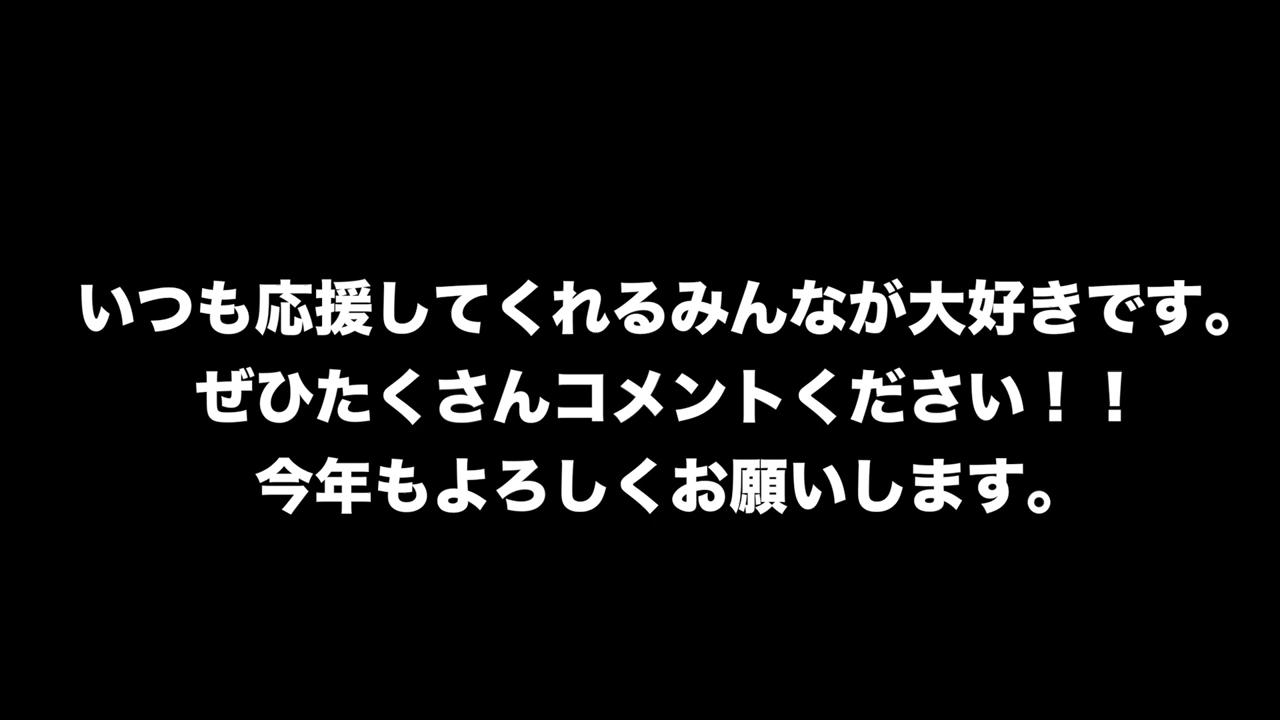 いつも応援してくれるみんなが大好きです。
ぜひたくさんコメントください！！
今年もよろしくお願いします。